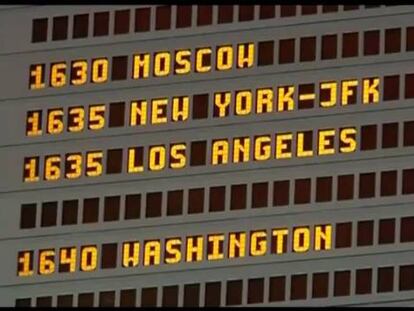 1630 MOSCOW
1635 NEW YORK-JFK
1635 LOS ANGELES
1640 WASHINGTON